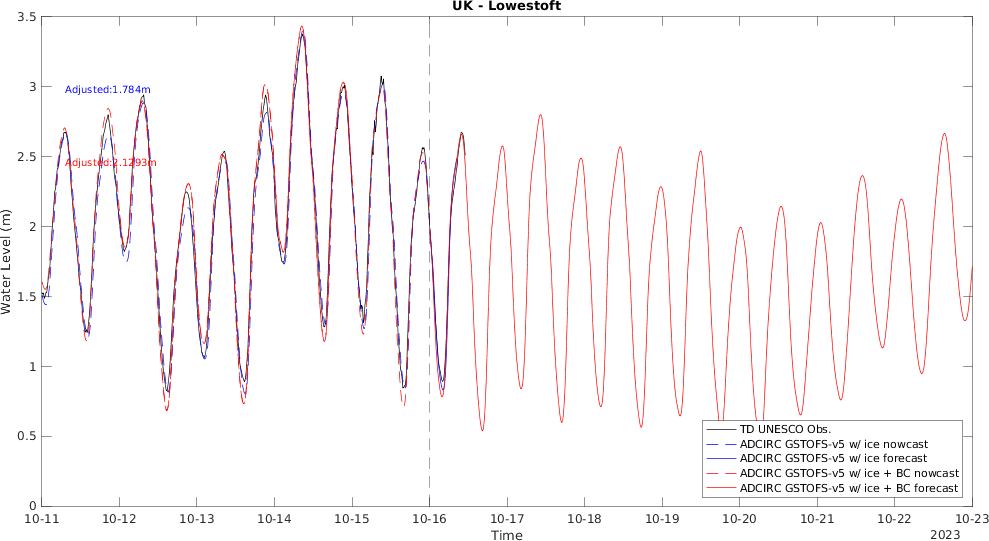 UK - Lowestoft
3.5
3
2.5
2
1.5
1
0.5
0
Water Level (m)
Adjusted:1.784m
Adjusted:2.1293m
TD UNESCO Obs.
ADCIRC GSTOFS-v5 w/ ice nowcast
ADCIRC GSTOFS-v5 w/ ice forecast
ADCIRC GSTOFS-v5 w/ ice + BC nowcast
ADCIRC GSTOFS-v5 w/ ice + BC forecast
10-11 10-12 10-13 10-14 10-15 10-16 10-17 10-18 10-19 10-20 10-21 10-22 10-23
Time
2023